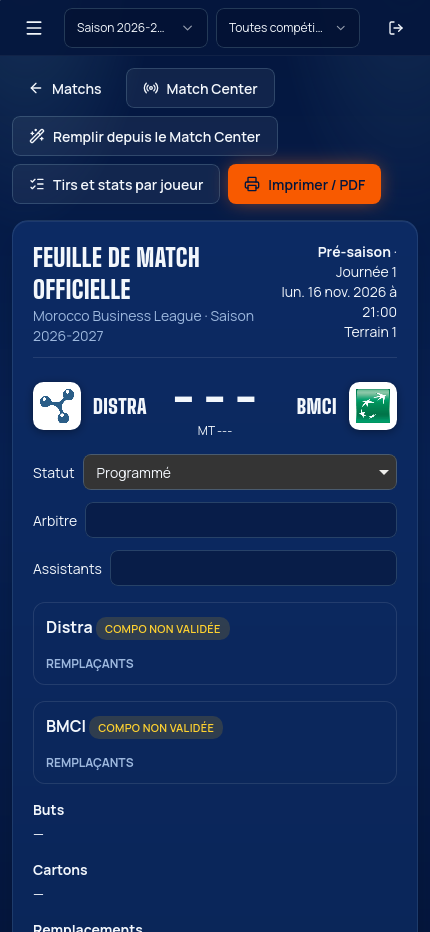 Saison 2026-2...
Toutes compéti...
Matchs
Match Center
Remplir depuis le Match Center
Tirs et stats par joueur
Imprimer / PDF
FEUILLE DE MATCH
OFFICIELLE
Morocco Business League · Saison
2026-2027
Pré-saison ·
Journée 1
lun. 16 nov. 2026 à
21:00
Terrain 1
DISTRA
– – –
BMCI
MT ---
Statut
Programmé
Arbitre
Assistants
Distra COMPO NON VALIDÉE
REMPLAÇANTS
BMCI COMPO NON VALIDÉE
REMPLAÇANTS
Buts
—
Cartons
—
Remplacements